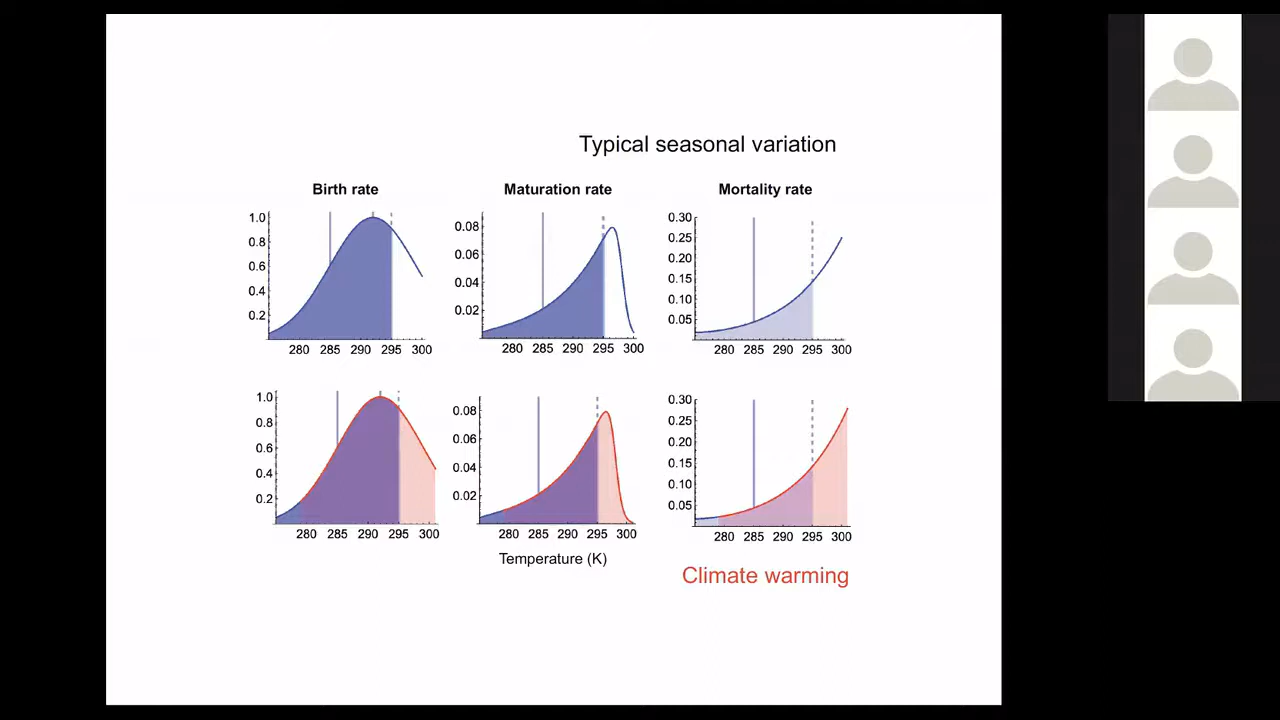 Typical seasonal variation
Birth rate
Maturation rate
Mortality rate
1.0
0.8
0.6
0.4
0.2
280 285 290 295 300
0.08
0.06
0.04
0.02
280 285 290 295 300
0.30
0.25
0.20
0.15
0.10
0.05
280 285 290 295 300
1.0
0.8
0.6
0.4
0.2
280 285 290 295 300
0.08
0.06
0.04
0.02
280 285 290 295 300
0.30
0.25
0.20
0.15
0.10
0.05
280 285 290 295 300
Temperature (K)
Climate warming